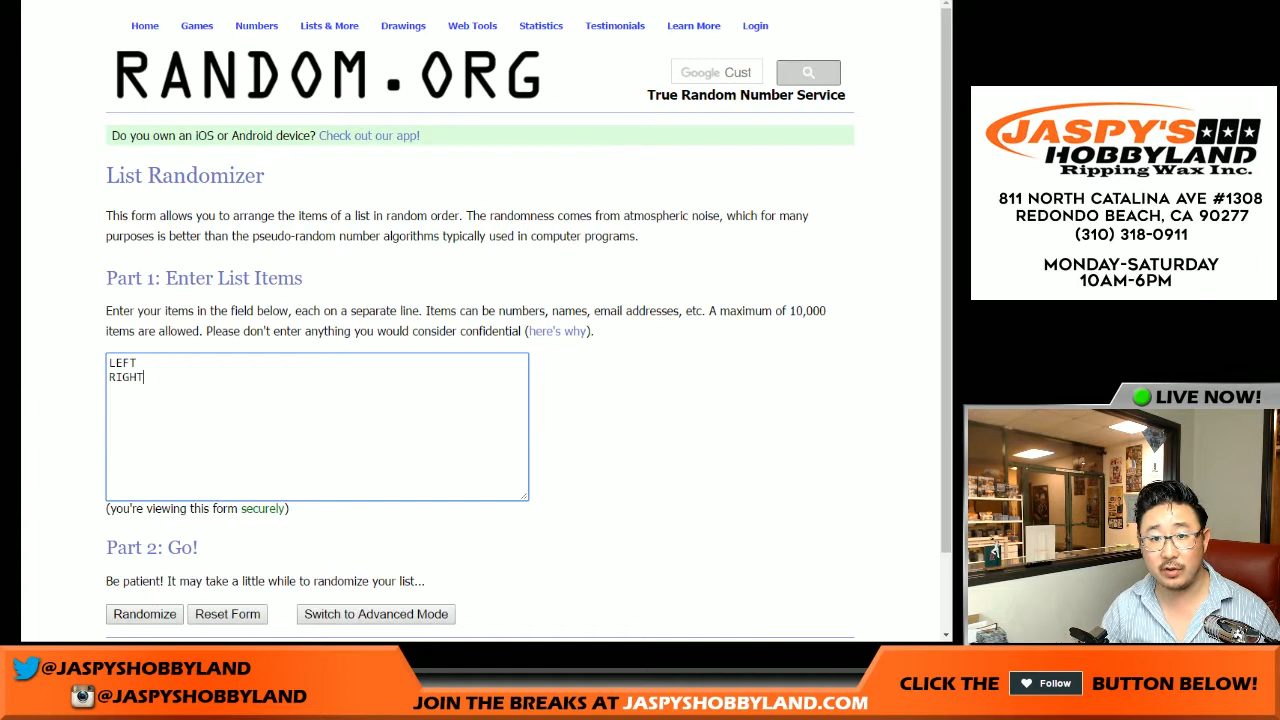 Home Games Numbers Lists & More Drawings Web Tools Statistics Testimonials Learn More Login
RANDOM.ORG
Google Cust
True Random Number Service
Do you own an iOS or Android device? Check out our app!
List Randomizer
This form allows you to arrange the items of a list in random order. The randomness comes from atmospheric noise, which for many
purposes is better than the pseudo-random number algorithms typically used in computer programs.
Part 1: Enter List Items
Enter your items in the field below, each on a separate line. Items can be numbers, names, email addresses, etc. A maximum of 10,000
items are allowed. Please don't enter anything you would consider confidential (here's why).
LEFT
RIGHT
(you're viewing this form securely)
Part 2: Go!
Be patient! It may take a little while to randomize your list...
Randomize Reset Form Switch to Advanced Mode
JASPY'S
HOBBYLAND
Ripping Wax Inc.
811 NORTH CATALINA AVE #1308
REDONDO BEACH, CA 90277
(310) 318-0911
MONDAY-SATURDAY
10AM-6PM
LIVE NOW!
@JASPYSHOBBYLAND
@JASPYSHOBBYLAND
JOIN THE BREAKS AT JASPYSHOBBYLAND.COM
CLICK THE Follow BUTTON BELOW!